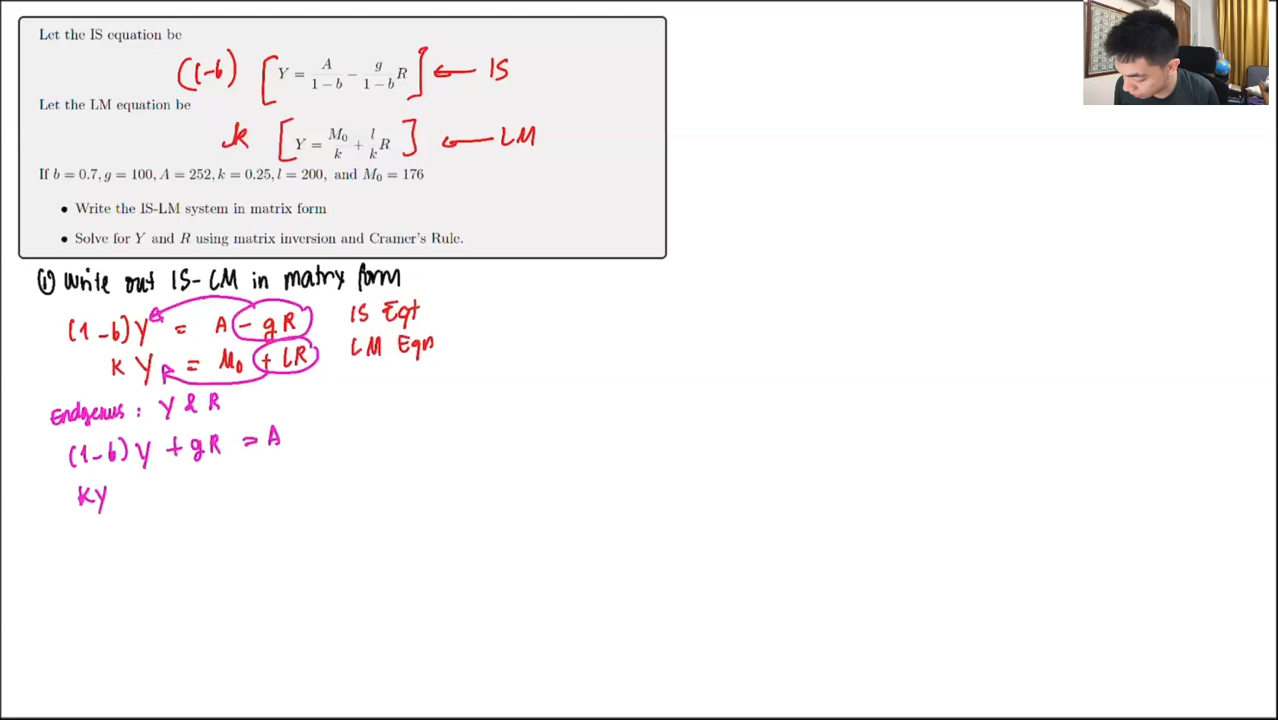 Let the IS equation be
(1-b) [Y = A/(1 − b) − g/(1 − b) R] ← IS
Let the LM equation be
k [Y = M₀/k + l/k R] ← LM
If b = 0.7, g = 100, A = 252, k = 0.25, l = 200, and M₀ = 176
• Write the IS-LM system in matrix form
• Solve for Y and R using matrix inversion and Cramer's Rule.
(1) Write out IS-LM in matrix form
(1-b)Y = A - gR IS Eqt
K Y = M₀ + LR LM Eqn
Endgenus : Y & R
(1-b) Y + gR = A
KY